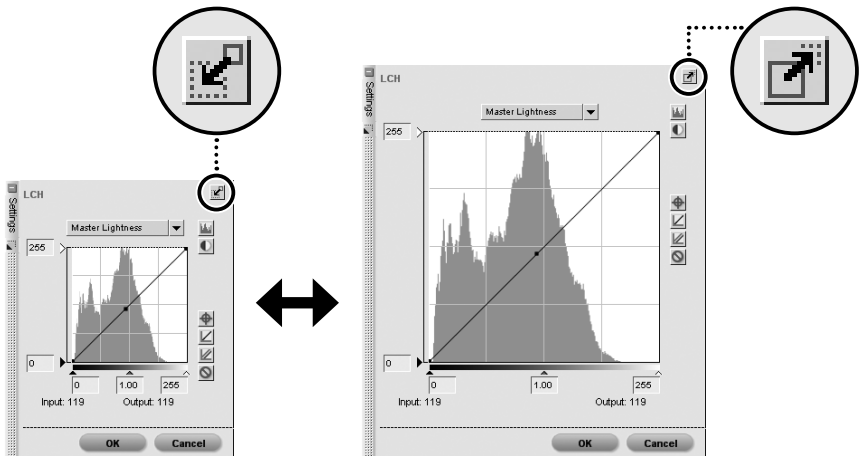 LCH
Settings
Master Lightness
255
0
0 1.00 255
Input: 119 Output: 119
OK Cancel
LCH
Settings
Master Lightness
255
0
0 1.00 255
Input: 119 Output: 119
OK Cancel